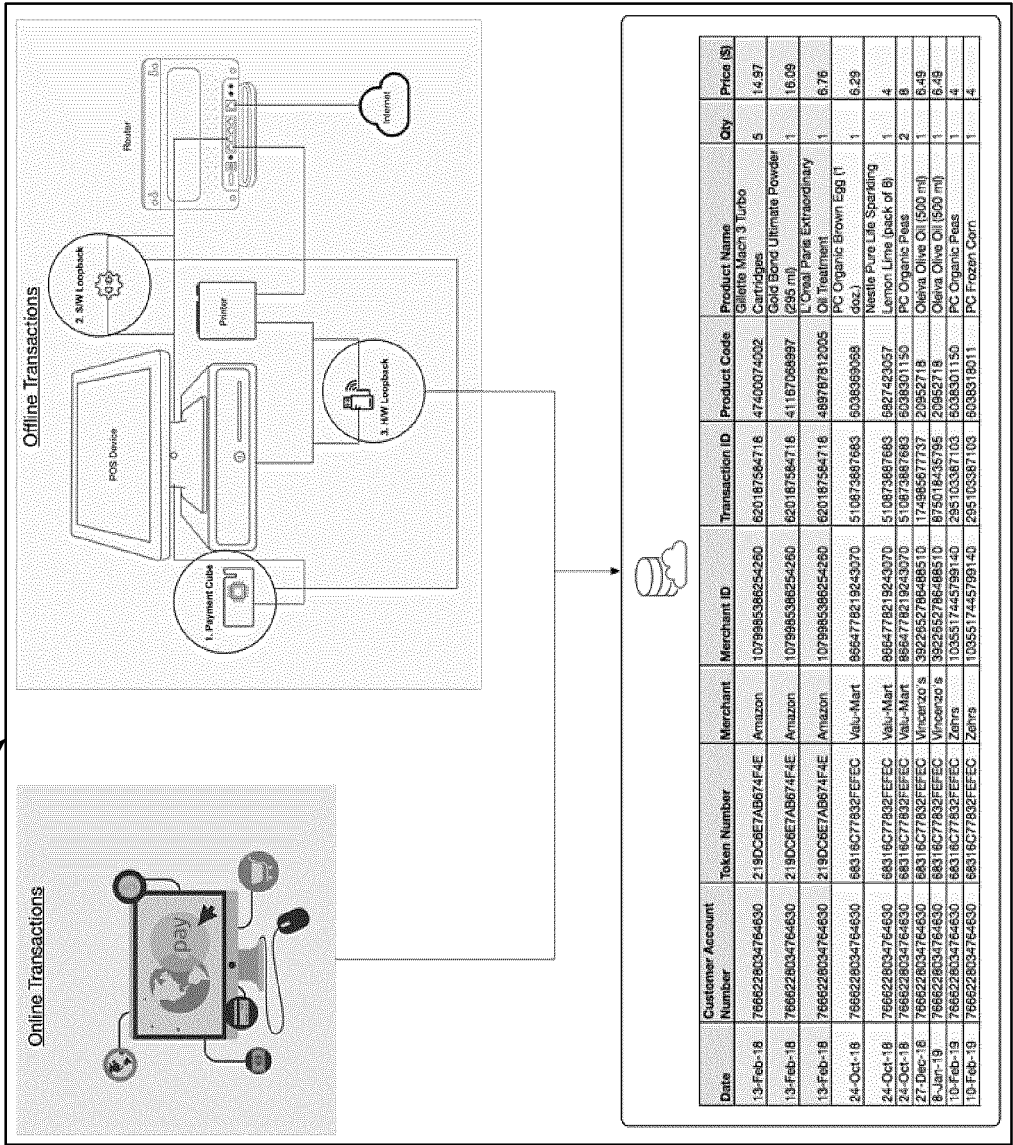 Online Transactions
pay
Offline Transactions
POS Device
1. Payment Cube
2. S/W Loopback
Printer
3. H/W Loopback
Router
Internet
Date Customer Account Number Token Number Merchant Merchant ID Transaction ID Product Code Product Name Qty Price ($)
13-Feb-18 7666228034764630 219DC6E7AB674F4E Amazon 1079985386254260 620187584718 47400074002 Gillette Mach 3 Turbo Cartridges 5 14.97
13-Feb-18 7666228034764630 219DC6E7AB674F4E Amazon 1079985386254260 620187584718 41167068997 Gold Bond Ultimate Powder (295 ml) 1 16.09
13-Feb-18 7666228034764630 219DC6E7AB674F4E Amazon 1079985386254260 620187584718 489787812005 L'Oreal Paris Extraordinary Oil Treatment 1 6.76
24-Oct-18 7666228034764630 68316C77832FEFEC Valu-Mart 8664778219243070 510873887683 6038389068 PC Organic Brown Egg (1 doz.) 1 6.29
24-Oct-18 7666228034764630 68316C77832FEFEC Valu-Mart 8664778219243070 510873887683 6827423057 Nestle Pure Life Sparkling Lemon Lime (pack of 6) 1 4
24-Oct-18 7666228034764630 68316C77832FEFEC Valu-Mart 8664778219243070 510873887683 6038301150 PC Organic Peas 2 8
27-Dec-18 7666228034764630 68316C77832FEFEC Vincenzo's 3922652786488510 174985677737 20952718 Oleiva Olive Oil (500 ml) 1 6.49
8-Jan-19 7666228034764630 68316C77832FEFEC Vincenzo's 3922652786488510 875018435795 20952718 Oleiva Olive Oil (500 ml) 1 6.49
10-Feb-19 7666228034764630 68316C77832FEFEC Zehrs 1035517445799140 295103387103 6038301150 PC Organic Peas 1 4
10-Feb-19 7666228034764630 68316C77832FEFEC Zehrs 1035517445799140 295103387103 6038318011 PC Frozen Corn 1 4